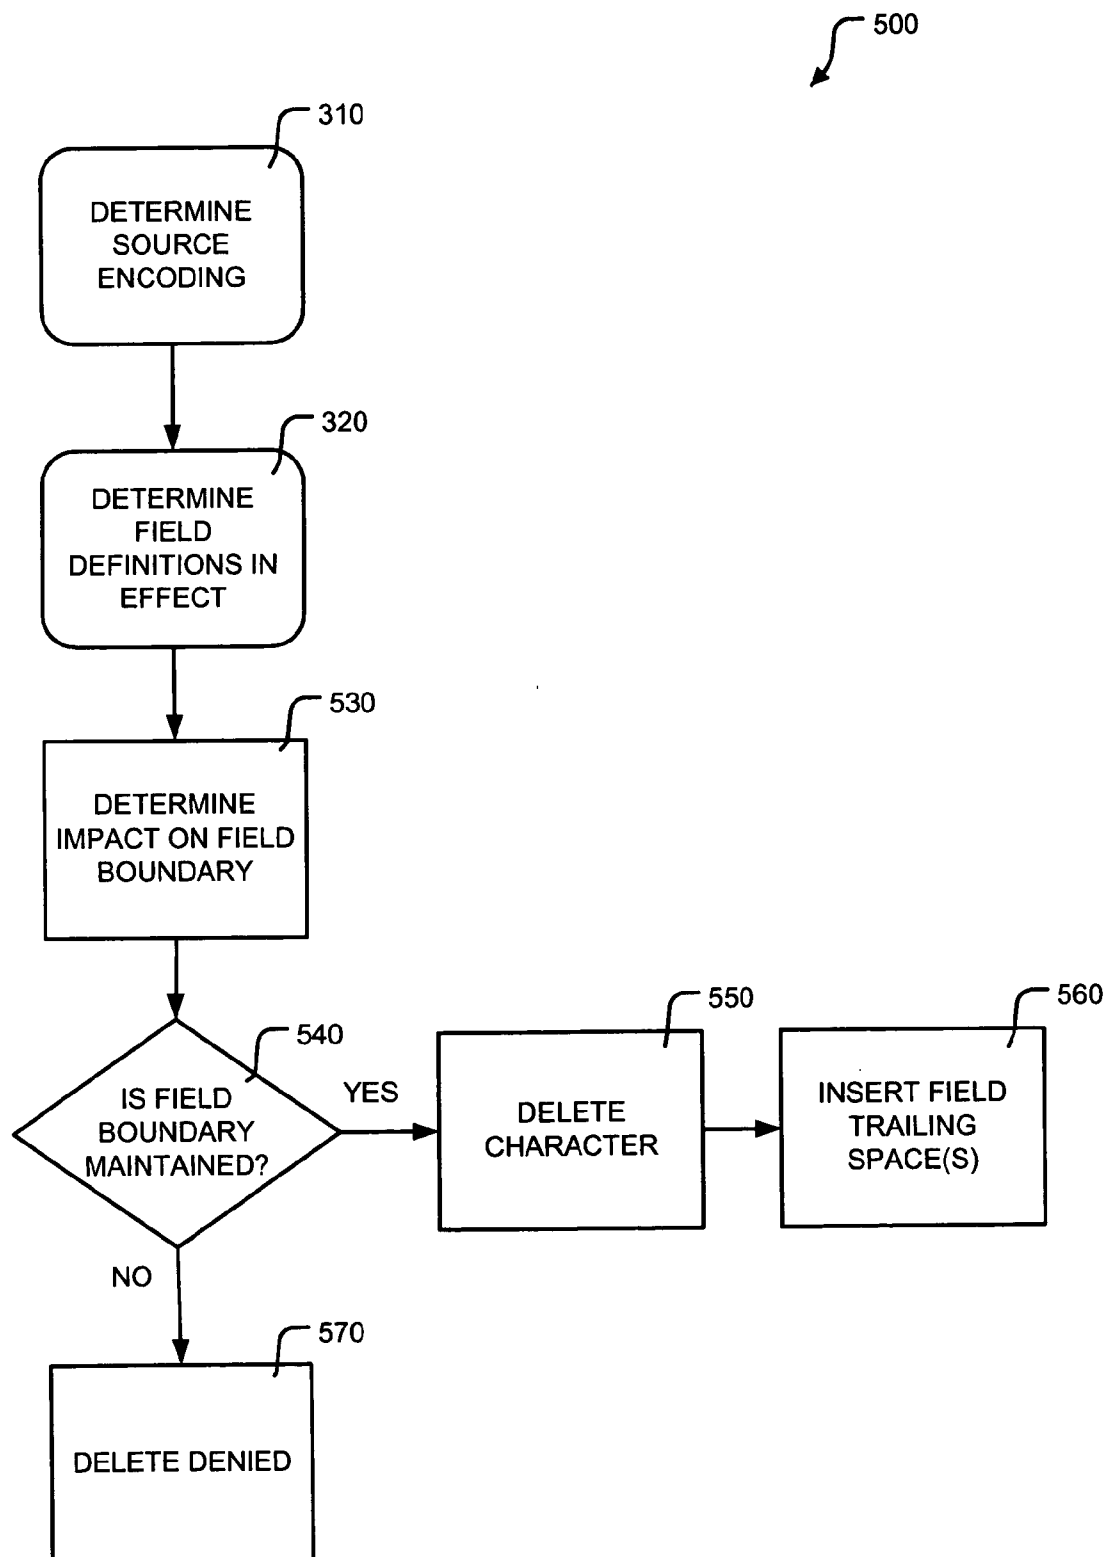 500
310
DETERMINE
SOURCE
ENCODING
320
DETERMINE
FIELD
DEFINITIONS IN
EFFECT
530
DETERMINE
IMPACT ON FIELD
BOUNDARY
540
IS FIELD
BOUNDARY
MAINTAINED?
YES
550
DELETE
CHARACTER
560
INSERT FIELD
TRAILING
SPACE(S)
NO
570
DELETE DENIED